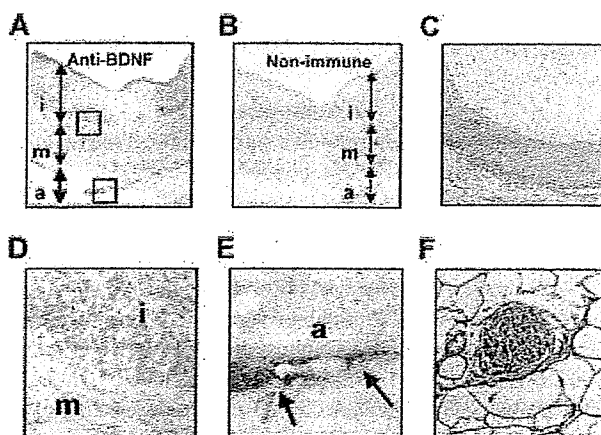 A B C
Anti-BDNF Non-immune
i i
m m
a a
D E F
i a
m